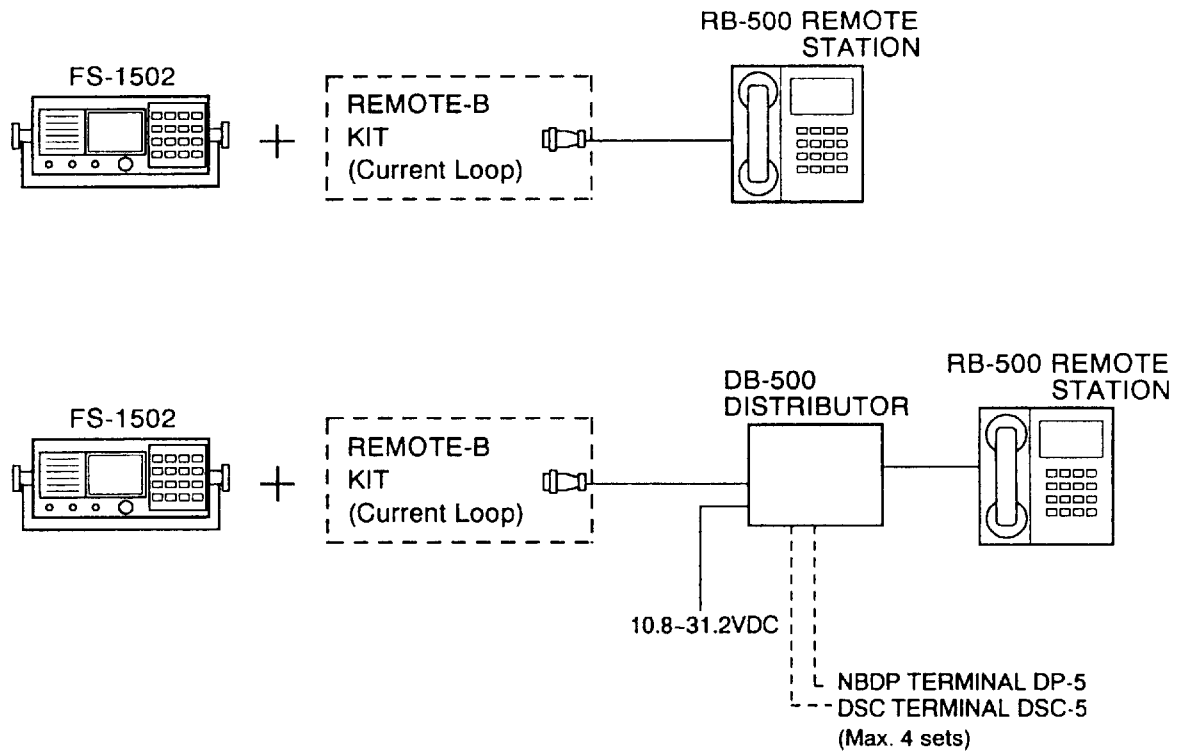 RB-500 REMOTE
STATION
FS-1502
REMOTE-B
KIT
(Current Loop)
RB-500 REMOTE
STATION
DB-500
DISTRIBUTOR
FS-1502
REMOTE-B
KIT
(Current Loop)
10.8~31.2VDC
NBDP TERMINAL DP-5
DSC TERMINAL DSC-5
(Max. 4 sets)